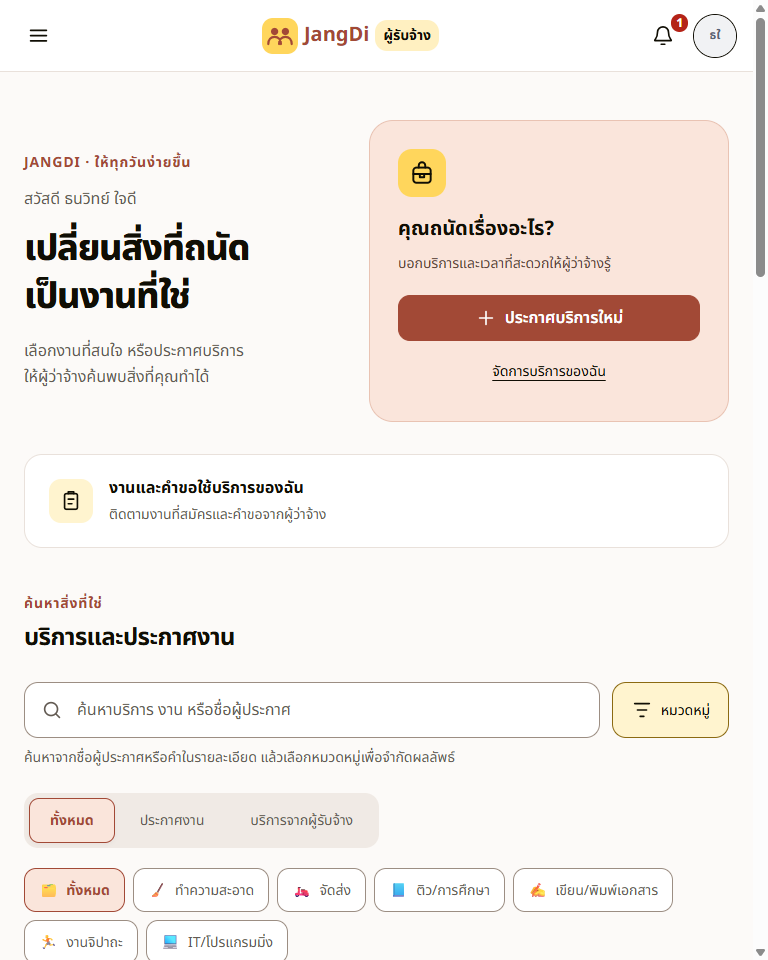 JangDi ผู้รับจ้าง
1
ธใ
JANGDI · ให้ทุกวันง่ายขึ้น
สวัสดี ธนวิทย์ ใจดี
เปลี่ยนสิ่งที่ถนัด
เป็นงานที่ใช่
เลือกงานที่สนใจ หรือประกาศบริการ
ให้ผู้ว่าจ้างค้นพบสิ่งที่คุณทำได้
คุณถนัดเรื่องอะไร?
บอกบริการและเวลาที่สะดวกให้ผู้ว่าจ้างรู้
ประกาศบริการใหม่
จัดการบริการของฉัน
งานและคำขอใช้บริการของฉัน
ติดตามงานที่สมัครและคำขอจากผู้ว่าจ้าง
ค้นหาสิ่งที่ใช่
บริการและประกาศงาน
ค้นหาบริการ งาน หรือชื่อผู้ประกาศ
หมวดหมู่
ค้นหาจากชื่อผู้ประกาศหรือคำในรายละเอียด แล้วเลือกหมวดหมู่เพื่อจำกัดผลลัพธ์
ทั้งหมด ประกาศงาน บริการจากผู้รับจ้าง
ทั้งหมด ทำความสะอาด จัดส่ง ติว/การศึกษา เขียน/พิมพ์เอกสาร
งานจิปาถะ IT/โปรแกรมมิ่ง